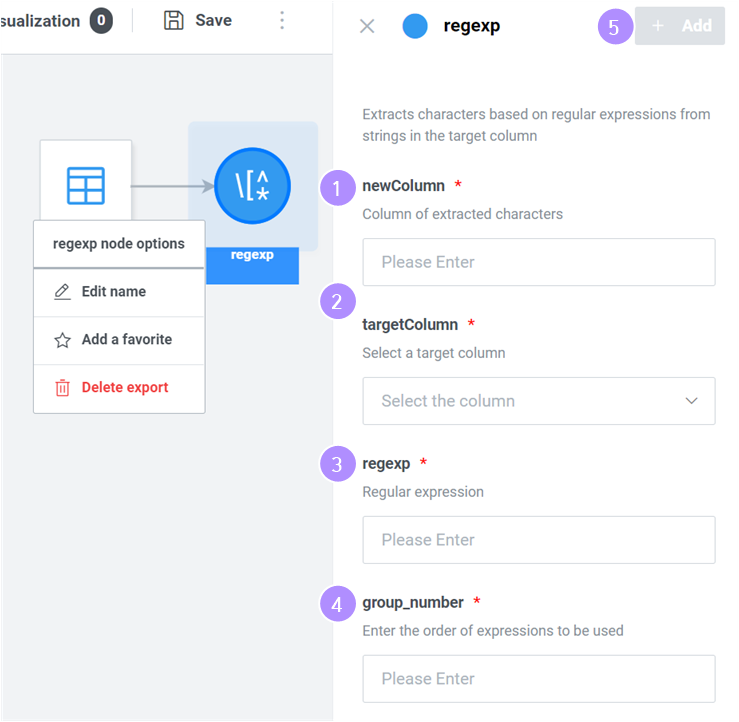 sualization 0
Save
regexp
5
+ Add
Extracts characters based on regular expressions from
strings in the target column
\[^*
1
newColumn *
Column of extracted characters
Please Enter
regexp node options
regexp
Edit name
2
Add a favorite
targetColumn *
Select a target column
Delete export
Select the column
3
regexp *
Regular expression
Please Enter
4
group_number *
Enter the order of expressions to be used
Please Enter